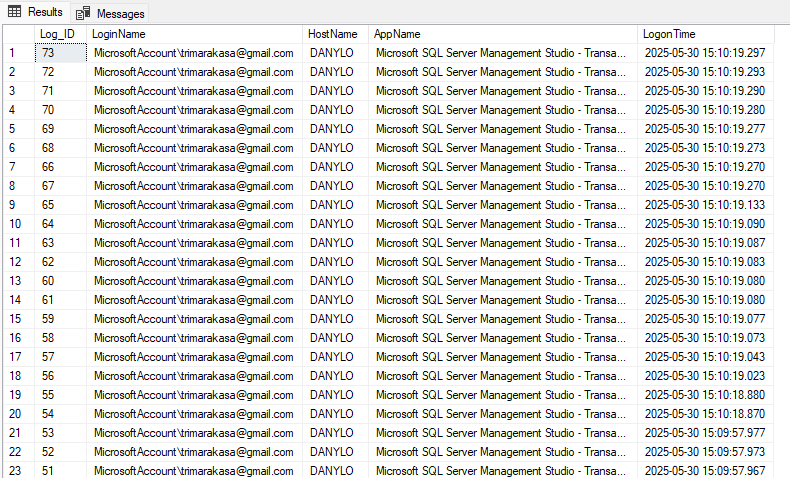 Results Messages
Log_ID LoginName HostName AppName LogonTime
1 73 MicrosoftAccount\trimarakasa@gmail.com DANYLO Microsoft SQL Server Management Studio - Transa... 2025-05-30 15:10:19.297
2 72 MicrosoftAccount\trimarakasa@gmail.com DANYLO Microsoft SQL Server Management Studio - Transa... 2025-05-30 15:10:19.293
3 71 MicrosoftAccount\trimarakasa@gmail.com DANYLO Microsoft SQL Server Management Studio - Transa... 2025-05-30 15:10:19.290
4 70 MicrosoftAccount\trimarakasa@gmail.com DANYLO Microsoft SQL Server Management Studio - Transa... 2025-05-30 15:10:19.280
5 69 MicrosoftAccount\trimarakasa@gmail.com DANYLO Microsoft SQL Server Management Studio - Transa... 2025-05-30 15:10:19.277
6 68 MicrosoftAccount\trimarakasa@gmail.com DANYLO Microsoft SQL Server Management Studio - Transa... 2025-05-30 15:10:19.273
7 66 MicrosoftAccount\trimarakasa@gmail.com DANYLO Microsoft SQL Server Management Studio - Transa... 2025-05-30 15:10:19.270
8 67 MicrosoftAccount\trimarakasa@gmail.com DANYLO Microsoft SQL Server Management Studio - Transa... 2025-05-30 15:10:19.270
9 65 MicrosoftAccount\trimarakasa@gmail.com DANYLO Microsoft SQL Server Management Studio - Transa... 2025-05-30 15:10:19.133
10 64 MicrosoftAccount\trimarakasa@gmail.com DANYLO Microsoft SQL Server Management Studio - Transa... 2025-05-30 15:10:19.090
11 63 MicrosoftAccount\trimarakasa@gmail.com DANYLO Microsoft SQL Server Management Studio - Transa... 2025-05-30 15:10:19.087
12 62 MicrosoftAccount\trimarakasa@gmail.com DANYLO Microsoft SQL Server Management Studio - Transa... 2025-05-30 15:10:19.083
13 60 MicrosoftAccount\trimarakasa@gmail.com DANYLO Microsoft SQL Server Management Studio - Transa... 2025-05-30 15:10:19.080
14 61 MicrosoftAccount\trimarakasa@gmail.com DANYLO Microsoft SQL Server Management Studio - Transa... 2025-05-30 15:10:19.080
15 59 MicrosoftAccount\trimarakasa@gmail.com DANYLO Microsoft SQL Server Management Studio - Transa... 2025-05-30 15:10:19.077
16 58 MicrosoftAccount\trimarakasa@gmail.com DANYLO Microsoft SQL Server Management Studio - Transa... 2025-05-30 15:10:19.073
17 57 MicrosoftAccount\trimarakasa@gmail.com DANYLO Microsoft SQL Server Management Studio - Transa... 2025-05-30 15:10:19.043
18 56 MicrosoftAccount\trimarakasa@gmail.com DANYLO Microsoft SQL Server Management Studio - Transa... 2025-05-30 15:10:19.023
19 55 MicrosoftAccount\trimarakasa@gmail.com DANYLO Microsoft SQL Server Management Studio - Transa... 2025-05-30 15:10:18.880
20 54 MicrosoftAccount\trimarakasa@gmail.com DANYLO Microsoft SQL Server Management Studio - Transa... 2025-05-30 15:10:18.870
21 53 MicrosoftAccount\trimarakasa@gmail.com DANYLO Microsoft SQL Server Management Studio - Transa... 2025-05-30 15:09:57.977
22 52 MicrosoftAccount\trimarakasa@gmail.com DANYLO Microsoft SQL Server Management Studio - Transa... 2025-05-30 15:09:57.973
23 51 MicrosoftAccount\trimarakasa@gmail.com DANYLO Microsoft SQL Server Management Studio - Transa... 2025-05-30 15:09:57.967